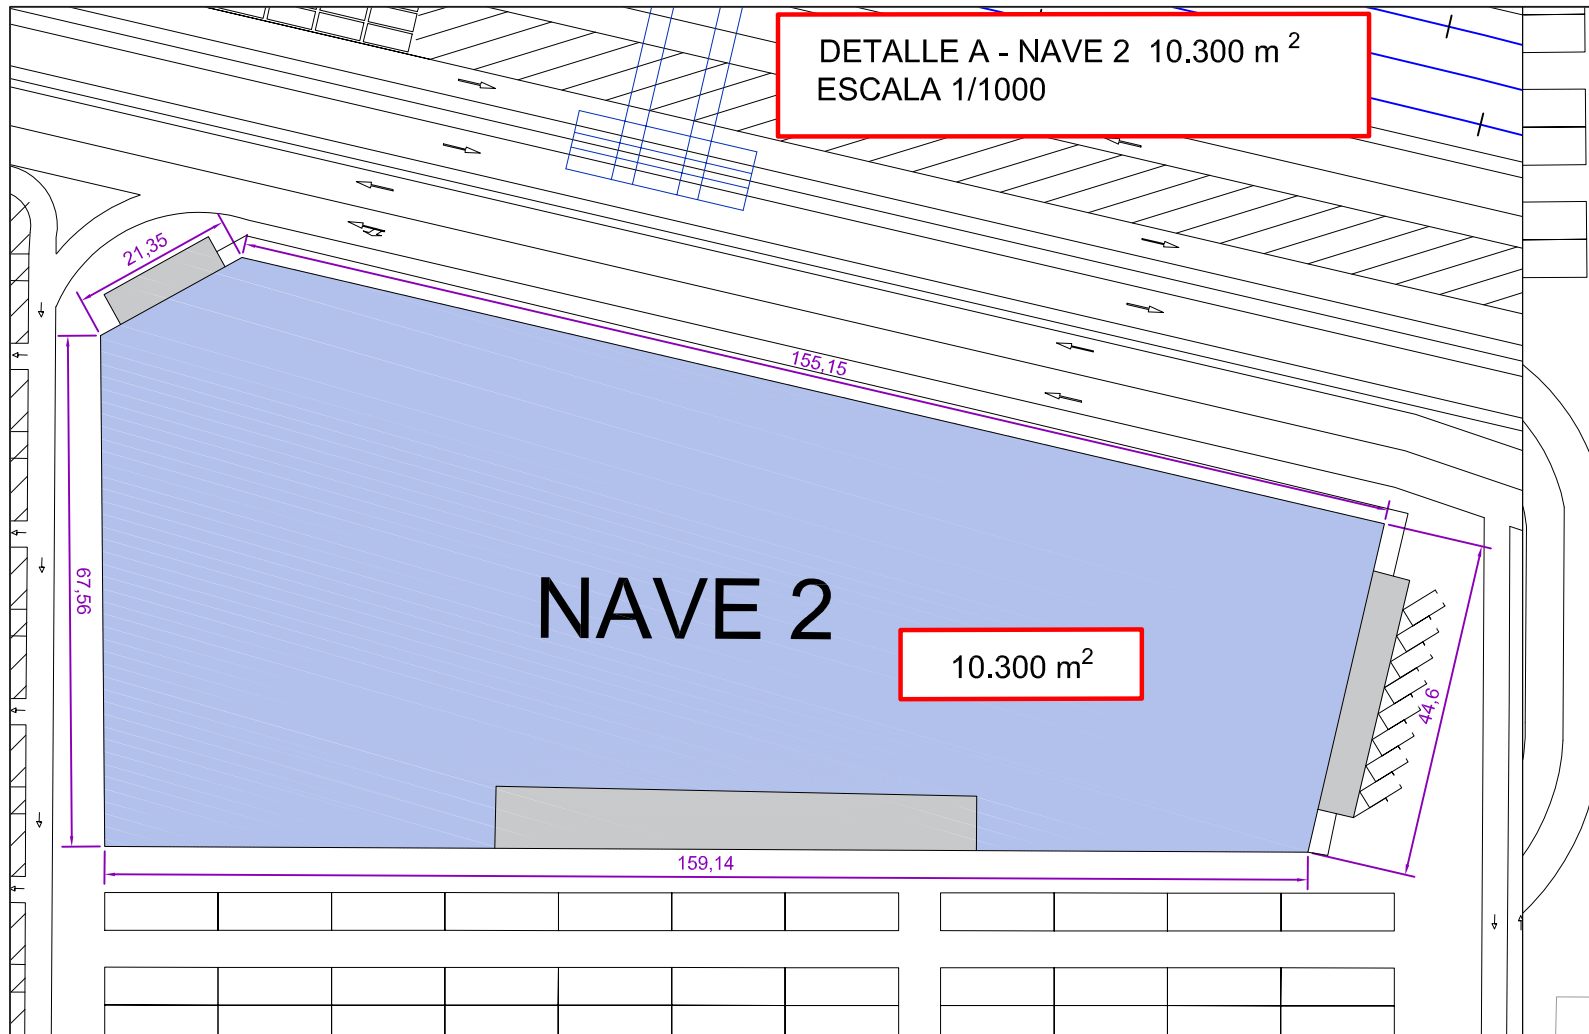 DETALLE A - NAVE 2 10.300 m²
ESCALA 1/1000
21,35
155,15
67,56
NAVE 2
10.300 m²
44,6
159,14